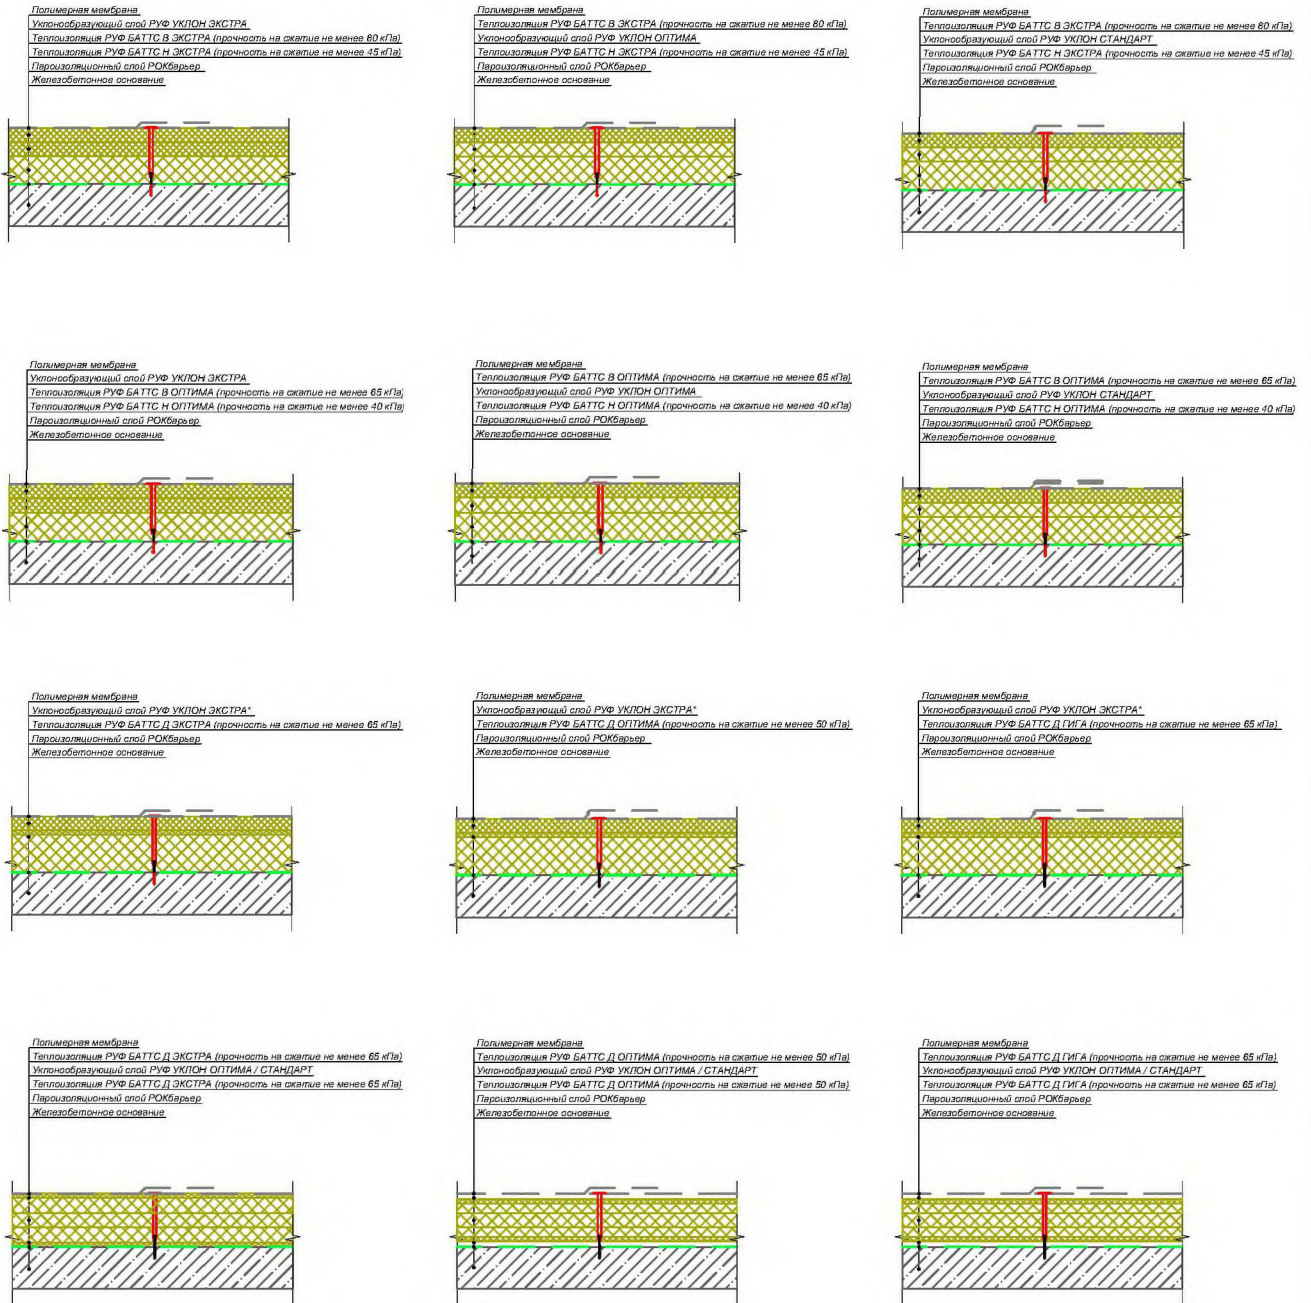 Полимерная мембрана
Уклонообразующий слой РУФ УКЛОН ЭКСТРА
Теплоизоляция РУФ БАТТС В ЭКСТРА (прочность на сжатие не менее 80 кПа)
Теплоизоляция РУФ БАТТС Н ЭКСТРА (прочность на сжатие не менее 45 кПа)
Пароизоляционный слой РОКбарьер
Железобетонное основание
Полимерная мембрана
Теплоизоляция РУФ БАТТС В ЭКСТРА (прочность на сжатие не менее 80 кПа)
Уклонообразующий слой РУФ УКЛОН ОПТИМА
Теплоизоляция РУФ БАТТС Н ЭКСТРА (прочность на сжатие не менее 45 кПа)
Пароизоляционный слой РОКбарьер
Железобетонное основание
Полимерная мембрана
Теплоизоляция РУФ БАТТС В ЭКСТРА (прочность на сжатие не менее 80 кПа)
Уклонообразующий слой РУФ УКЛОН СТАНДАРТ
Теплоизоляция РУФ БАТТС Н ЭКСТРА (прочность на сжатие не менее 45 кПа)
Пароизоляционный слой РОКбарьер
Железобетонное основание
Полимерная мембрана
Уклонообразующий слой РУФ УКЛОН ЭКСТРА
Теплоизоляция РУФ БАТТС В ОПТИМА (прочность на сжатие не менее 65 кПа)
Теплоизоляция РУФ БАТТС Н ОПТИМА (прочность на сжатие не менее 40 кПа)
Пароизоляционный слой РОКбарьер
Железобетонное основание
Полимерная мембрана
Теплоизоляция РУФ БАТТС В ОПТИМА (прочность на сжатие не менее 65 кПа)
Уклонообразующий слой РУФ УКЛОН ОПТИМА
Теплоизоляция РУФ БАТТС Н ОПТИМА (прочность на сжатие не менее 40 кПа)
Пароизоляционный слой РОКбарьер
Железобетонное основание
Полимерная мембрана
Теплоизоляция РУФ БАТТС В ОПТИМА (прочность на сжатие не менее 65 кПа)
Уклонообразующий слой РУФ УКЛОН СТАНДАРТ
Теплоизоляция РУФ БАТТС Н ОПТИМА (прочность на сжатие не менее 40 кПа)
Пароизоляционный слой РОКбарьер
Железобетонное основание
Полимерная мембрана
Уклонообразующий слой РУФ УКЛОН ЭКСТРА*
Теплоизоляция РУФ БАТТС Д ЭКСТРА (прочность на сжатие не менее 65 кПа)
Пароизоляционный слой РОКбарьер
Железобетонное основание
Полимерная мембрана
Уклонообразующий слой РУФ УКЛОН ЭКСТРА*
Теплоизоляция РУФ БАТТС Д ОПТИМА (прочность на сжатие не менее 50 кПа)
Пароизоляционный слой РОКбарьер
Железобетонное основание
Полимерная мембрана
Уклонообразующий слой РУФ УКЛОН ЭКСТРА*
Теплоизоляция РУФ БАТТС Д ГИГА (прочность на сжатие не менее 65 кПа)
Пароизоляционный слой РОКбарьер
Железобетонное основание
Полимерная мембрана
Теплоизоляция РУФ БАТТС Д ЭКСТРА (прочность на сжатие не менее 65 кПа)
Уклонообразующий слой РУФ УКЛОН ОПТИМА / СТАНДАРТ
Теплоизоляция РУФ БАТТС Д ЭКСТРА (прочность на сжатие не менее 65 кПа)
Пароизоляционный слой РОКбарьер
Железобетонное основание
Полимерная мембрана
Теплоизоляция РУФ БАТТС Д ОПТИМА (прочность на сжатие не менее 50 кПа)
Уклонообразующий слой РУФ УКЛОН ОПТИМА / СТАНДАРТ
Теплоизоляция РУФ БАТТС Д ОПТИМА (прочность на сжатие не менее 50 кПа)
Пароизоляционный слой РОКбарьер
Железобетонное основание
Полимерная мембрана
Теплоизоляция РУФ БАТТС Д ГИГА (прочность на сжатие не менее 65 кПа)
Уклонообразующий слой РУФ УКЛОН ОПТИМА / СТАНДАРТ
Теплоизоляция РУФ БАТТС Д ГИГА (прочность на сжатие не менее 65 кПа)
Пароизоляционный слой РОКбарьер
Железобетонное основание